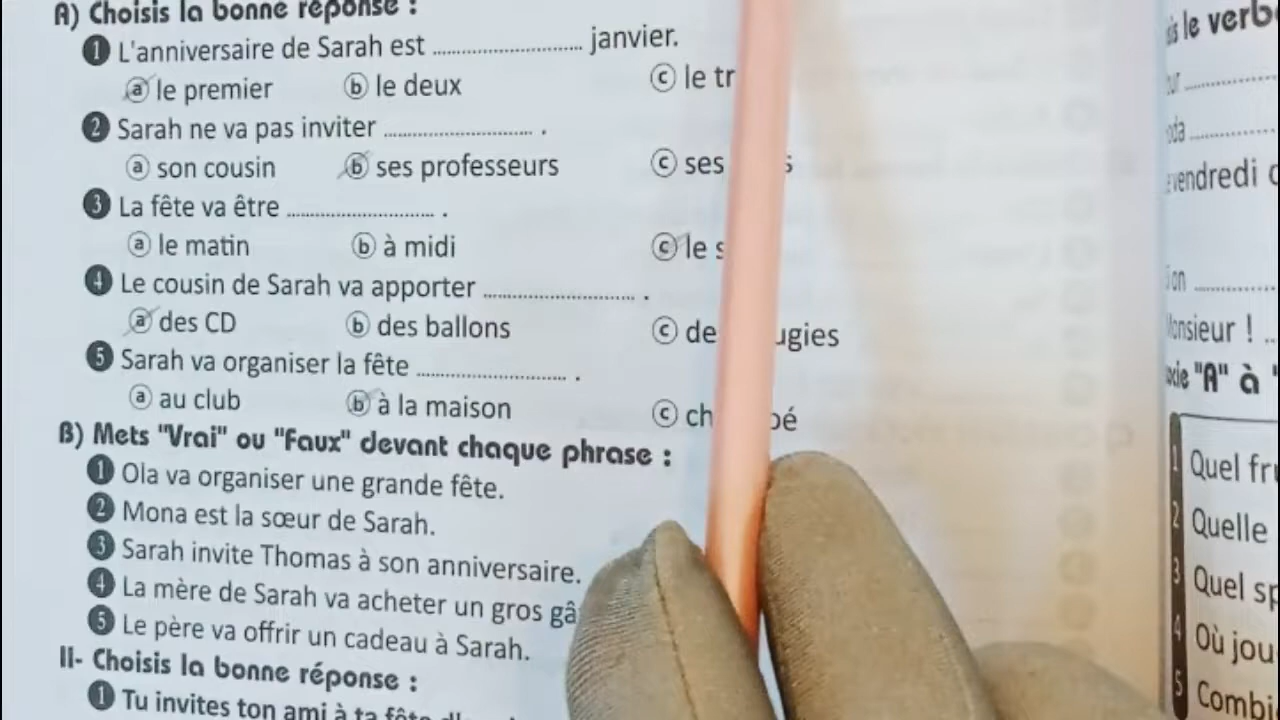 A) Choisis la bonne réponse :
1 L'anniversaire de Sarah est ........................ janvier.
a le premier b le deux c le tr
2 Sarah ne va pas inviter ........................ .
a son cousin b ses professeurs c ses
3 La fête va être ........................ .
a le matin b à midi c le s
4 Le cousin de Sarah va apporter ........................ .
a des CD b des ballons c de ugies
5 Sarah va organiser la fête ........................ .
a au club b à la maison c ch bé
B) Mets "Vrai" ou "Faux" devant chaque phrase :
1 Ola va organiser une grande fête.
2 Mona est la sœur de Sarah.
3 Sarah invite Thomas à son anniversaire.
4 La mère de Sarah va acheter un gros gâ
5 Le père va offrir un cadeau à Sarah.
II- Choisis la bonne réponse :
1 Tu invites ton ami à ta fête
le verb
vendredi
on
onsieur !
"A" à
1 Quel fr
2 Quelle
3 Quel sp
4 Où jou
5 Combi